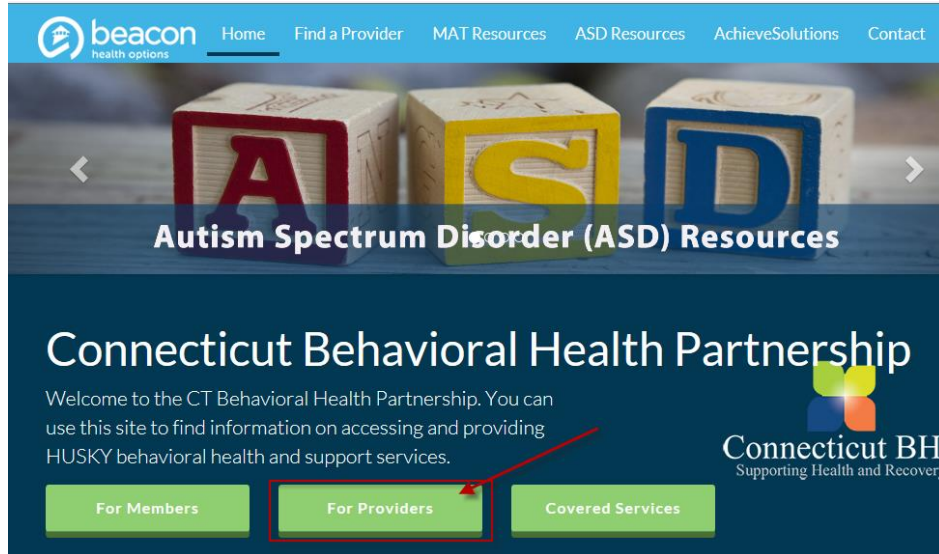 beacon
health options
Home Find a Provider MAT Resources ASD Resources AchieveSolutions Contact
A S D
Autism Spectrum Disorder (ASD) Resources
Connecticut Behavioral Health Partnership
Welcome to the CT Behavioral Health Partnership. You can
use this site to find information on accessing and providing
HUSKY behavioral health and support services.
Connecticut BH
Supporting Health and Recovery
For Members For Providers Covered Services